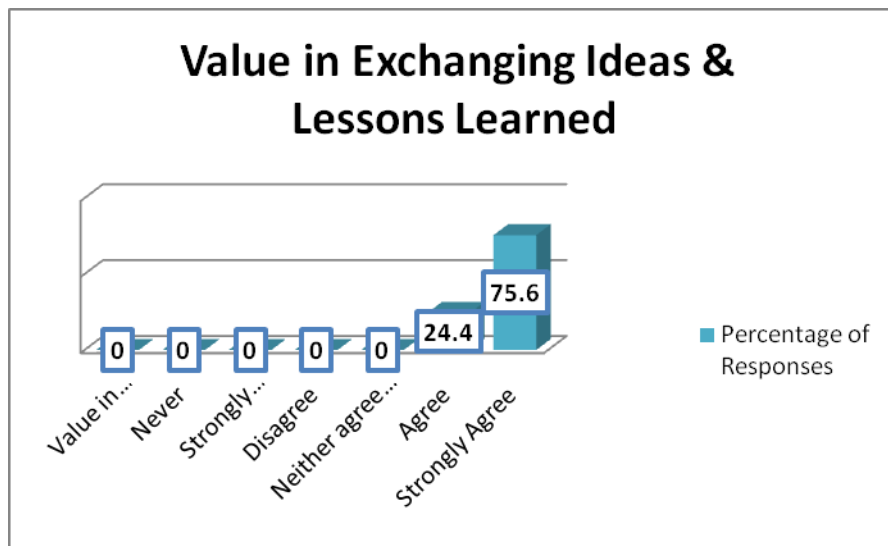 Value in Exchanging Ideas &
Lessons Learned
0
0
0
0
0
24.4
75.6
Value in...
Never
Strongly...
Disagree
Neither agree...
Agree
Strongly Agree
Percentage of
Responses